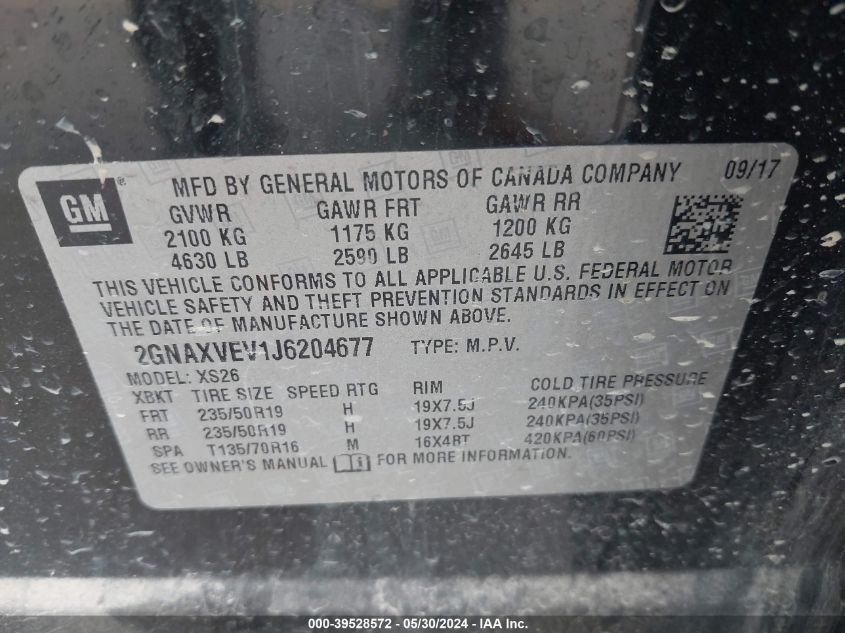 GM
MFD BY GENERAL MOTORS OF CANADA COMPANY 09/17
GVWR GAWR FRT GAWR RR
2100 KG 1175 KG 1200 KG
4630 LB 2590 LB 2645 LB
THIS VEHICLE CONFORMS TO ALL APPLICABLE U.S. FEDERAL MOTOR
VEHICLE SAFETY AND THEFT PREVENTION STANDARDS IN EFFECT ON
THE DATE OF MANUFACTURE SHOWN ABOVE.
2GNAXVEV1J6204677 TYPE: M.P.V.
MODEL: XS26
XBKT TIRE SIZE SPEED RTG RIM COLD TIRE PRESSURE
FRT 235/50R19 H 19X7.5J 240KPA(35PSI)
RR 235/50R19 H 19X7.5J 240KPA(35PSI)
SPA T135/70R16 M 16X4BT 420KPA(60PSI)
SEE OWNER'S MANUAL FOR MORE INFORMATION.
000-39528572 / 05/30/2024 - IAA Inc.